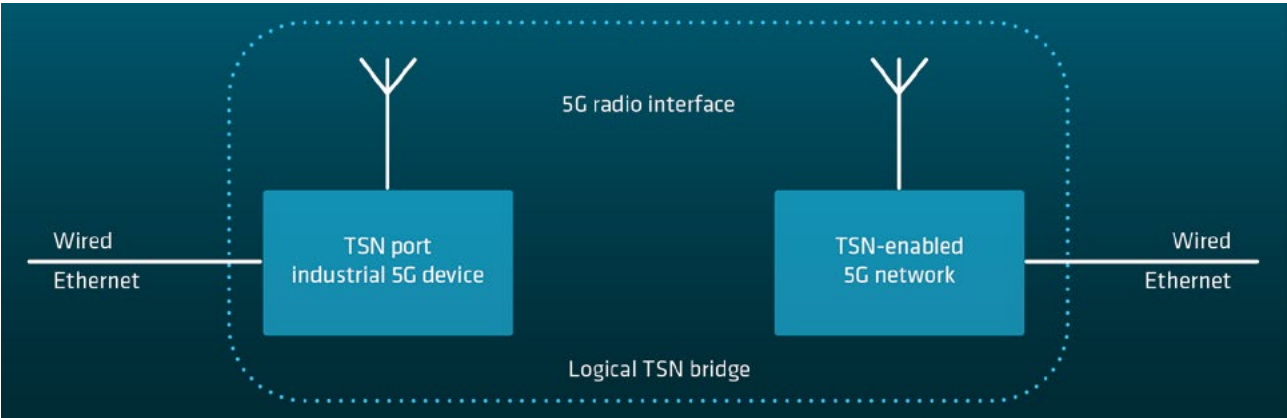 5G radio interface
Wired
Ethernet
TSN port
industrial 5G device
TSN-enabled
5G network
Wired
Ethernet
Logical TSN bridge